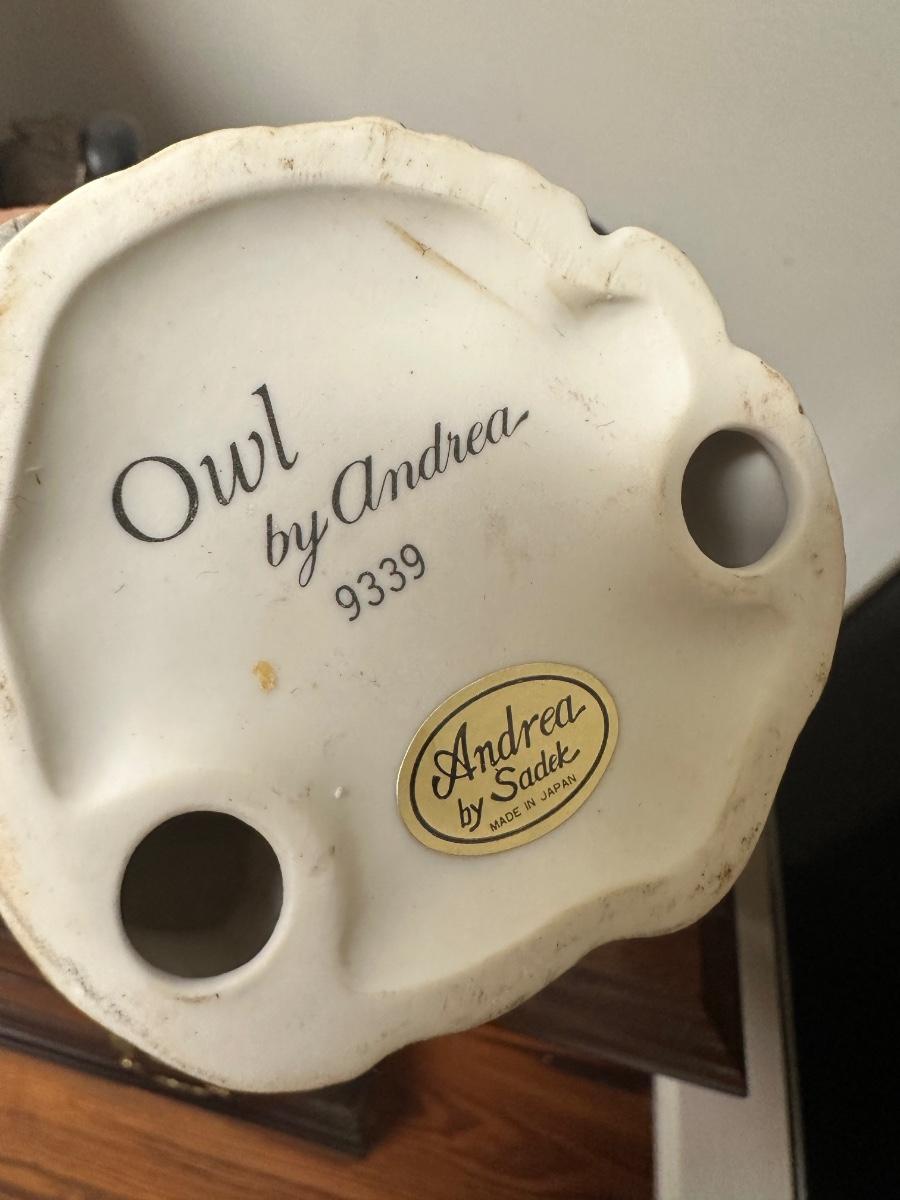 Owl
by Andrea
9339
Andrea
by Sadek
MADE IN JAPAN